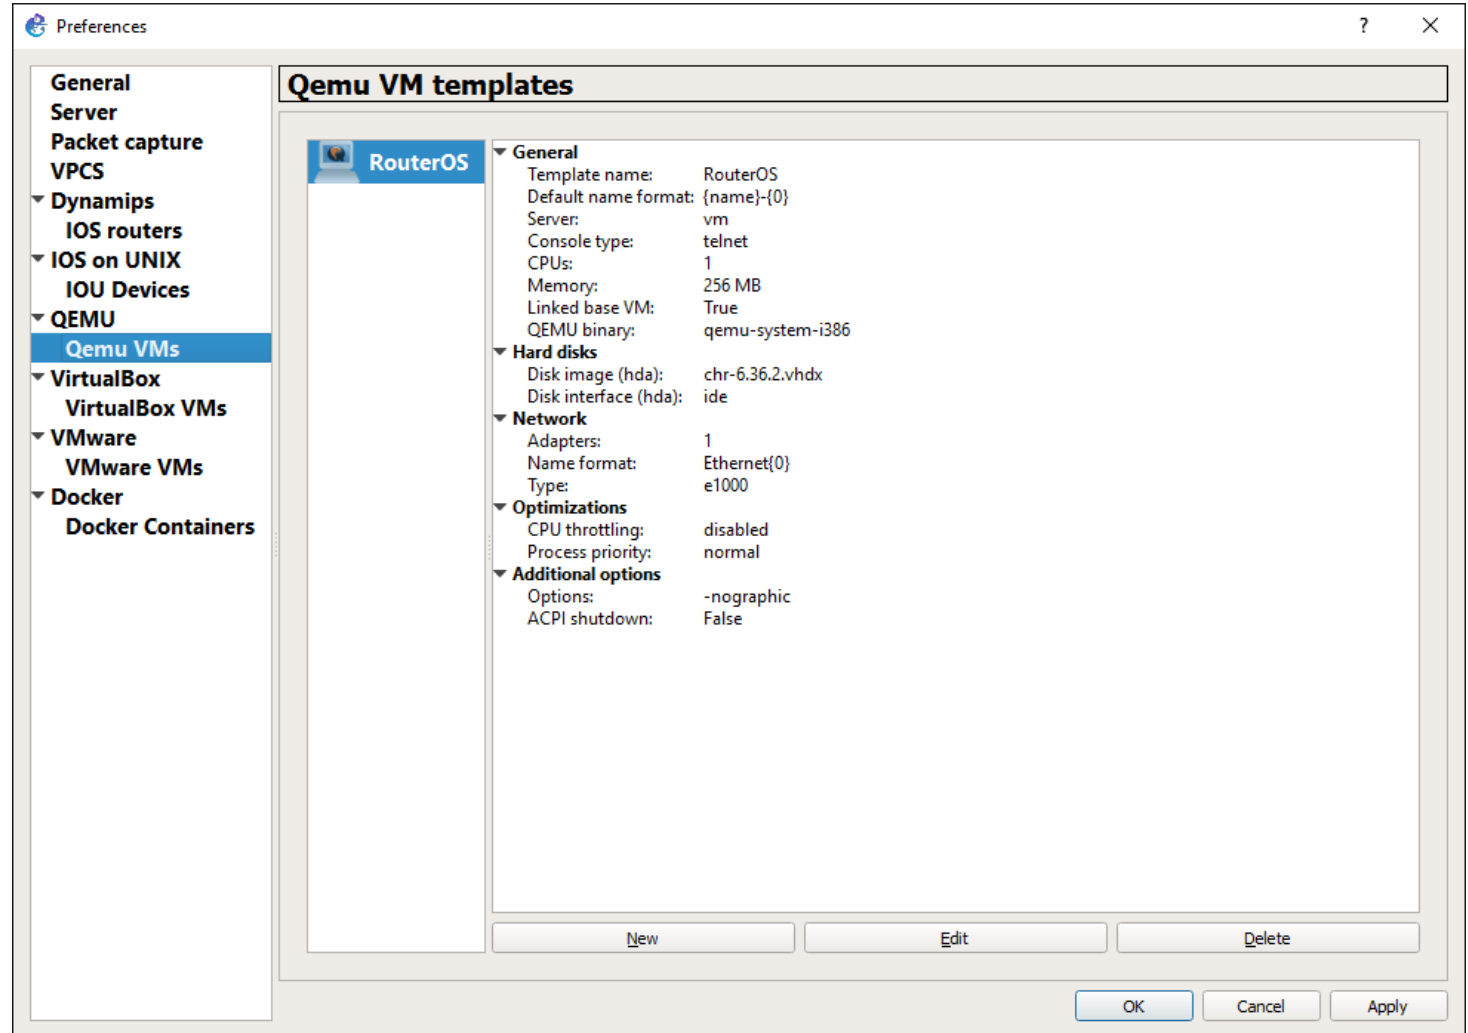 Preferences
?
General
Server
Packet capture
VPCS
Dynamips
IOS routers
IOS on UNIX
IOU Devices
QEMU
Qemu VMs
VirtualBox
VirtualBox VMs
VMware
VMware VMs
Docker
Docker Containers
Qemu VM templates
RouterOS
General
Template name: RouterOS
Default name format: {name}-{0}
Server: vm
Console type: telnet
CPUs: 1
Memory: 256 MB
Linked base VM: True
QEMU binary: qemu-system-i386
Hard disks
Disk image (hda): chr-6.36.2.vhdx
Disk interface (hda): ide
Network
Adapters: 1
Name format: Ethernet{0}
Type: e1000
Optimizations
CPU throttling: disabled
Process priority: normal
Additional options
Options: -nographic
ACPI shutdown: False
New Edit Delete
OK Cancel Apply